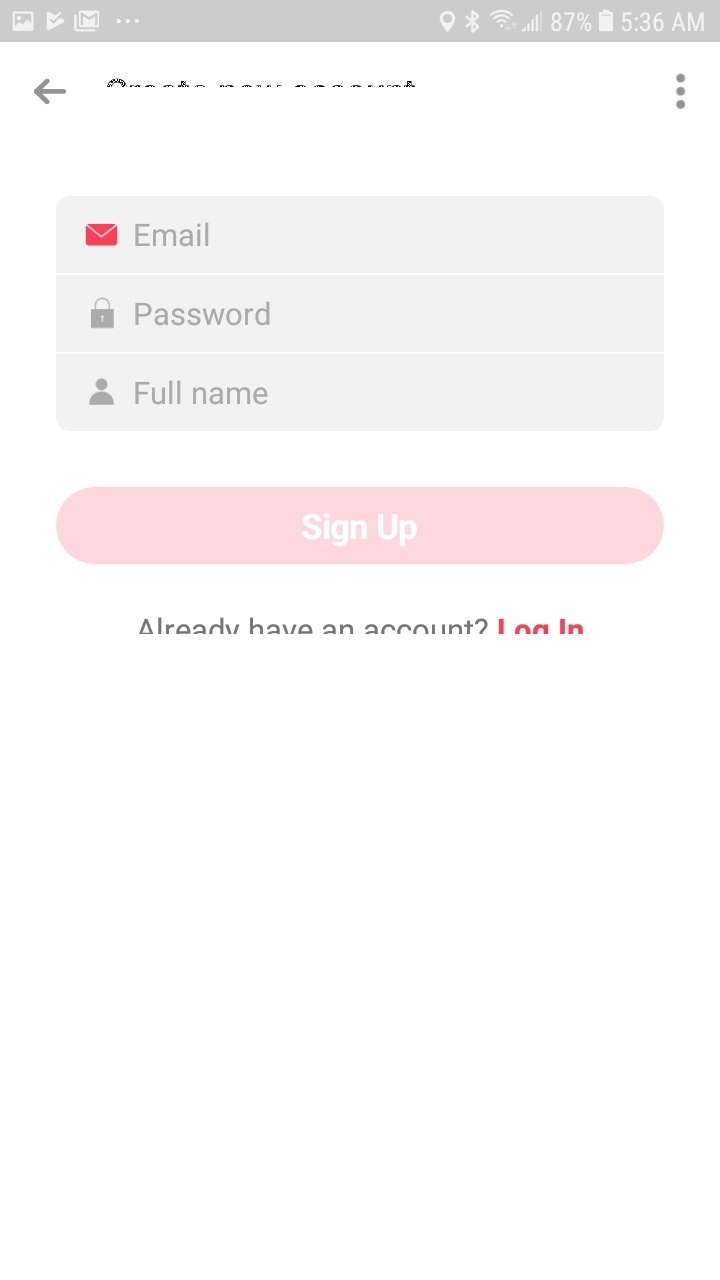 87% 5:36 AM
Create new account
Email
Password
Full name
Sign Up
Already have an account? Log In